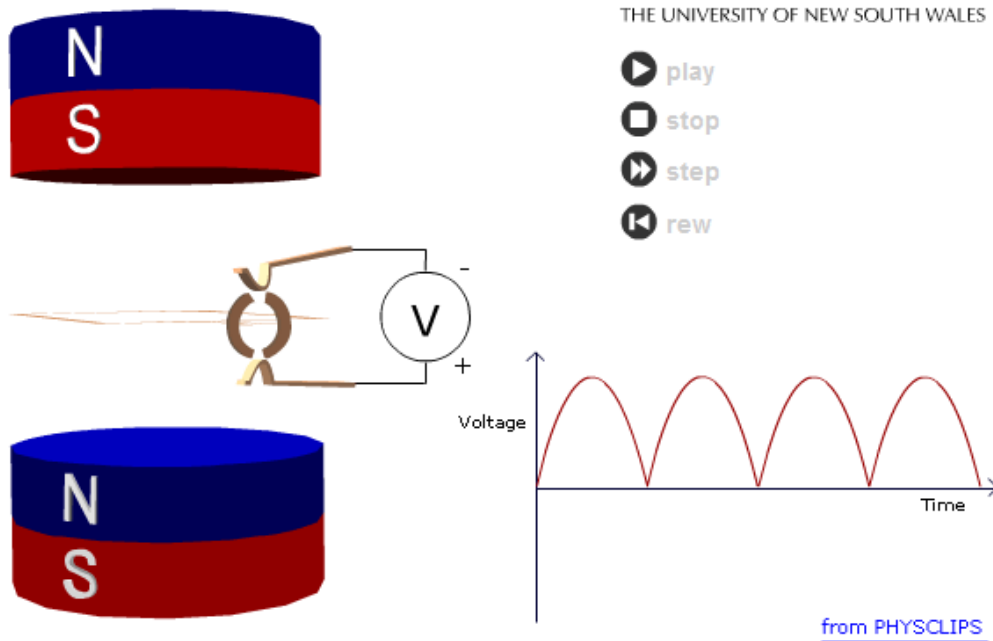 THE UNIVERSITY OF NEW SOUTH WALES
N
S
play
stop
step
rew
-
V
+
N
S
Voltage
Time
from PHYSCLIPS